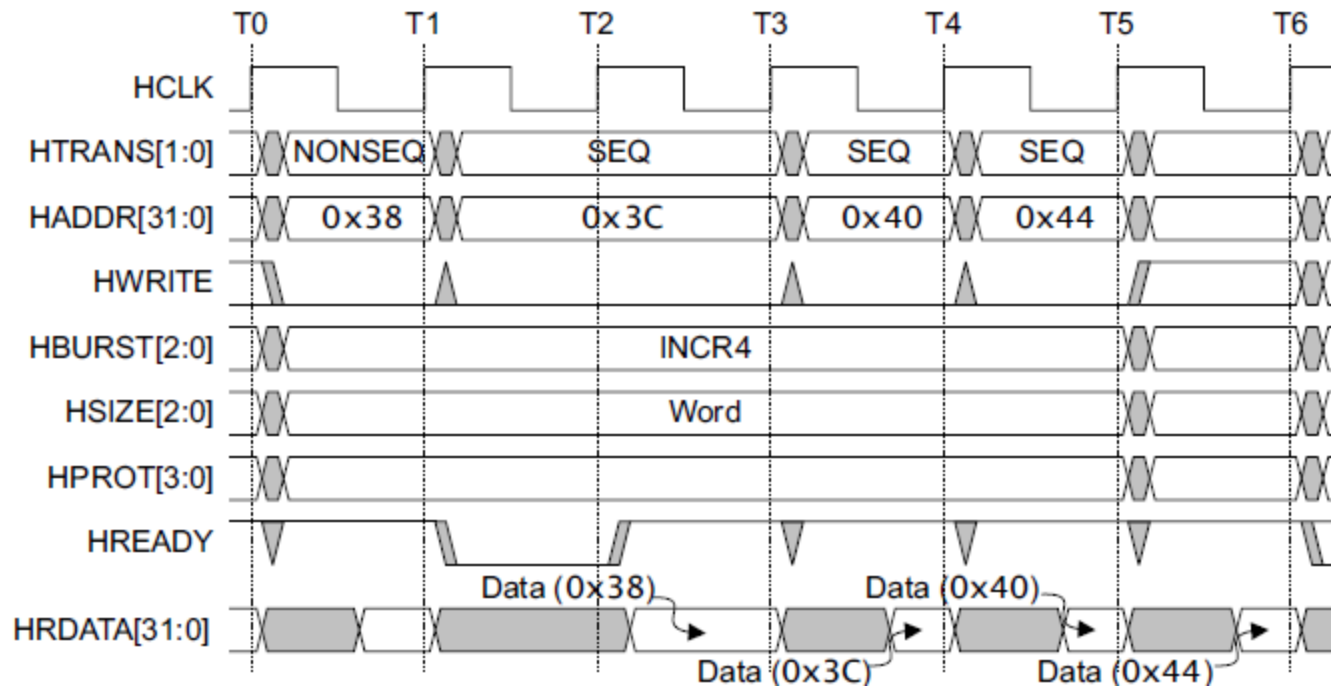 T0 T1 T2 T3 T4 T5 T6
HCLK
HTRANS[1:0] NONSEQ SEQ SEQ SEQ
HADDR[31:0] 0x38 0x3C 0x40 0x44
HWRITE
HBURST[2:0] INCR4
HSIZE[2:0] Word
HPROT[3:0]
HREADY
Data (0x38) Data (0x40)
HRDATA[31:0]
Data (0x3C) Data (0x44)